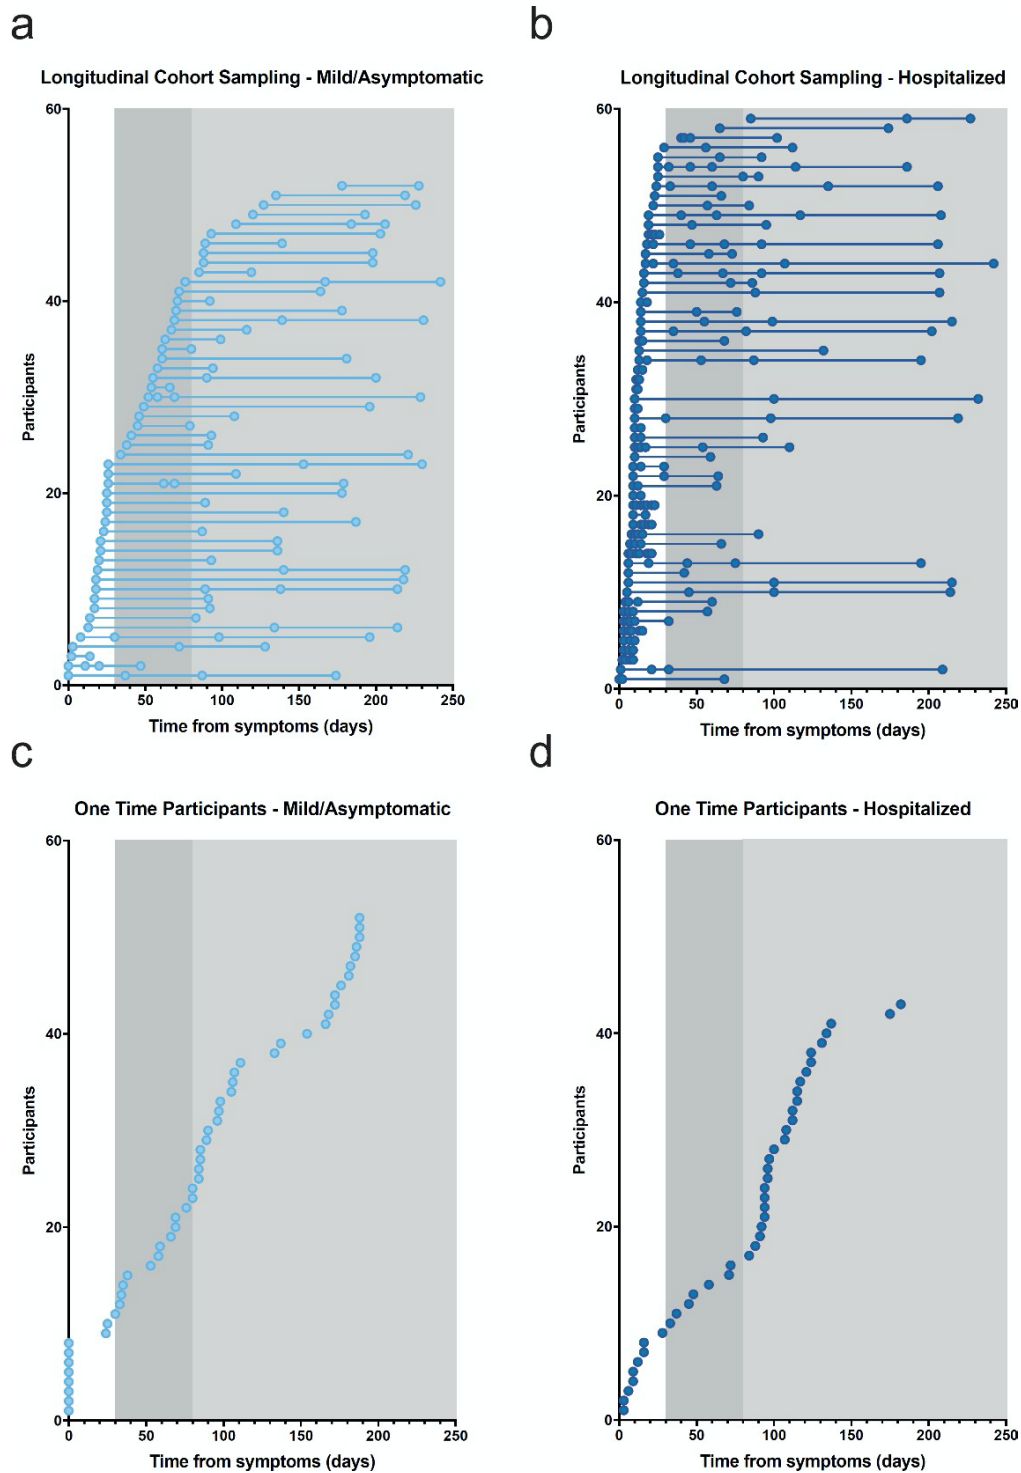 a
Longitudinal Cohort Sampling - Mild/Asymptomatic
60
40
20
0
Participants
0 50 100 150 200 250
Time from symptoms (days)
b
Longitudinal Cohort Sampling - Hospitalized
60
40
20
0
Participants
0 50 100 150 200 250
Time from symptoms (days)
c
One Time Participants - Mild/Asymptomatic
60
40
20
0
Participants
0 50 100 150 200 250
Time from symptoms (days)
d
One Time Participants - Hospitalized
60
40
20
0
Participants
0 50 100 150 200 250
Time from symptoms (days)